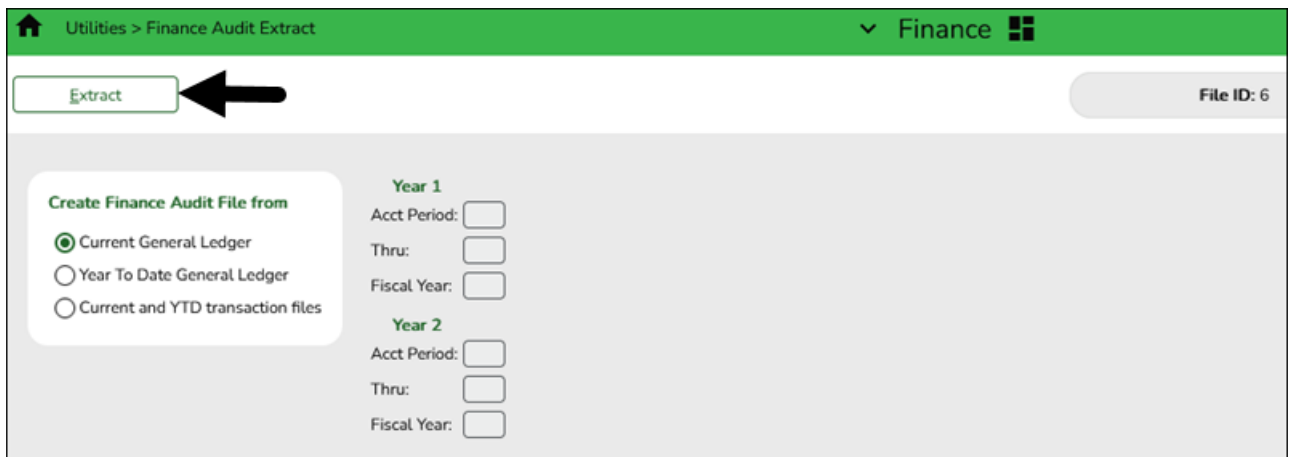 Utilities > Finance Audit Extract
Finance
Extract
File ID: 6
Create Finance Audit File from
Current General Ledger
Year To Date General Ledger
Current and YTD transaction files
Year 1
Acct Period:
Thru:
Fiscal Year:
Year 2
Acct Period:
Thru:
Fiscal Year: